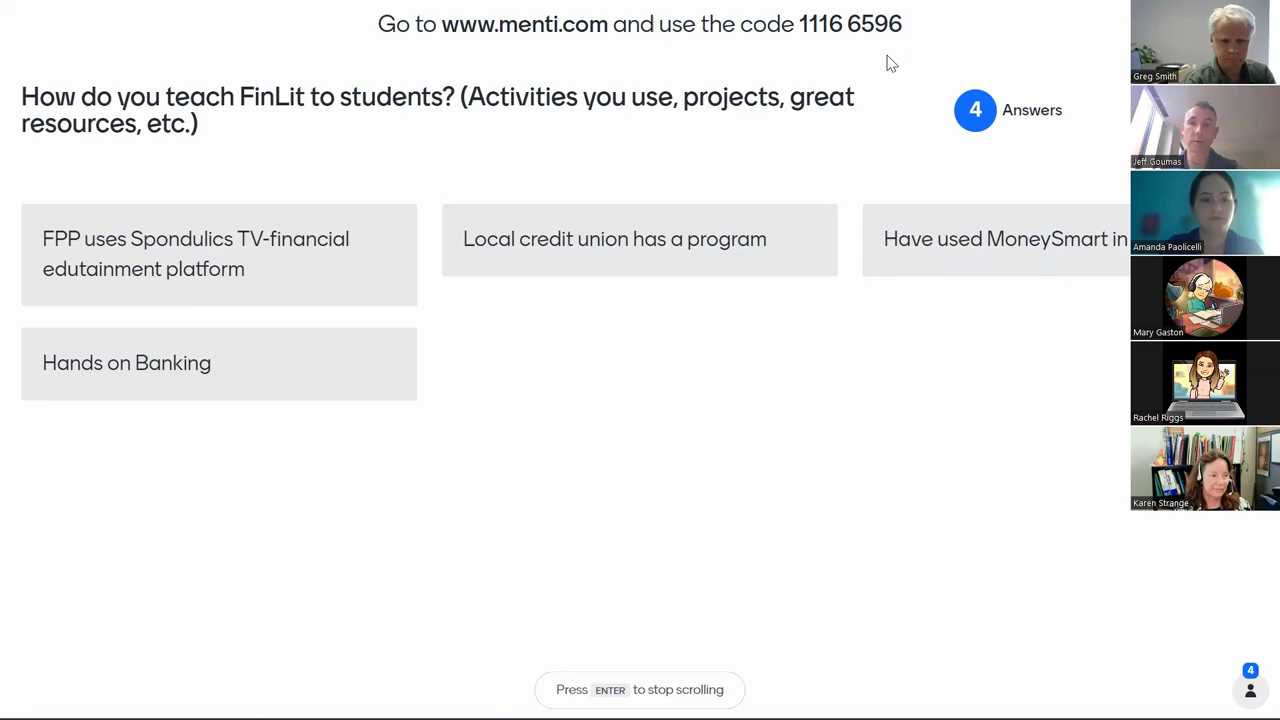 Go to www.menti.com and use the code 1116 6596
How do you teach FinLit to students? (Activities you use, projects, great
resources, etc.)
4 Answers
FPP uses Spondulics TV-financial
edutainment platform
Local credit union has a program
Have used MoneySmart in
Hands on Banking
Greg Smith
Jeff Goumas
Amanda Paolicelli
Mary Gaston
Rachel Riggs
Karen Strange
Press ENTER to stop scrolling
4